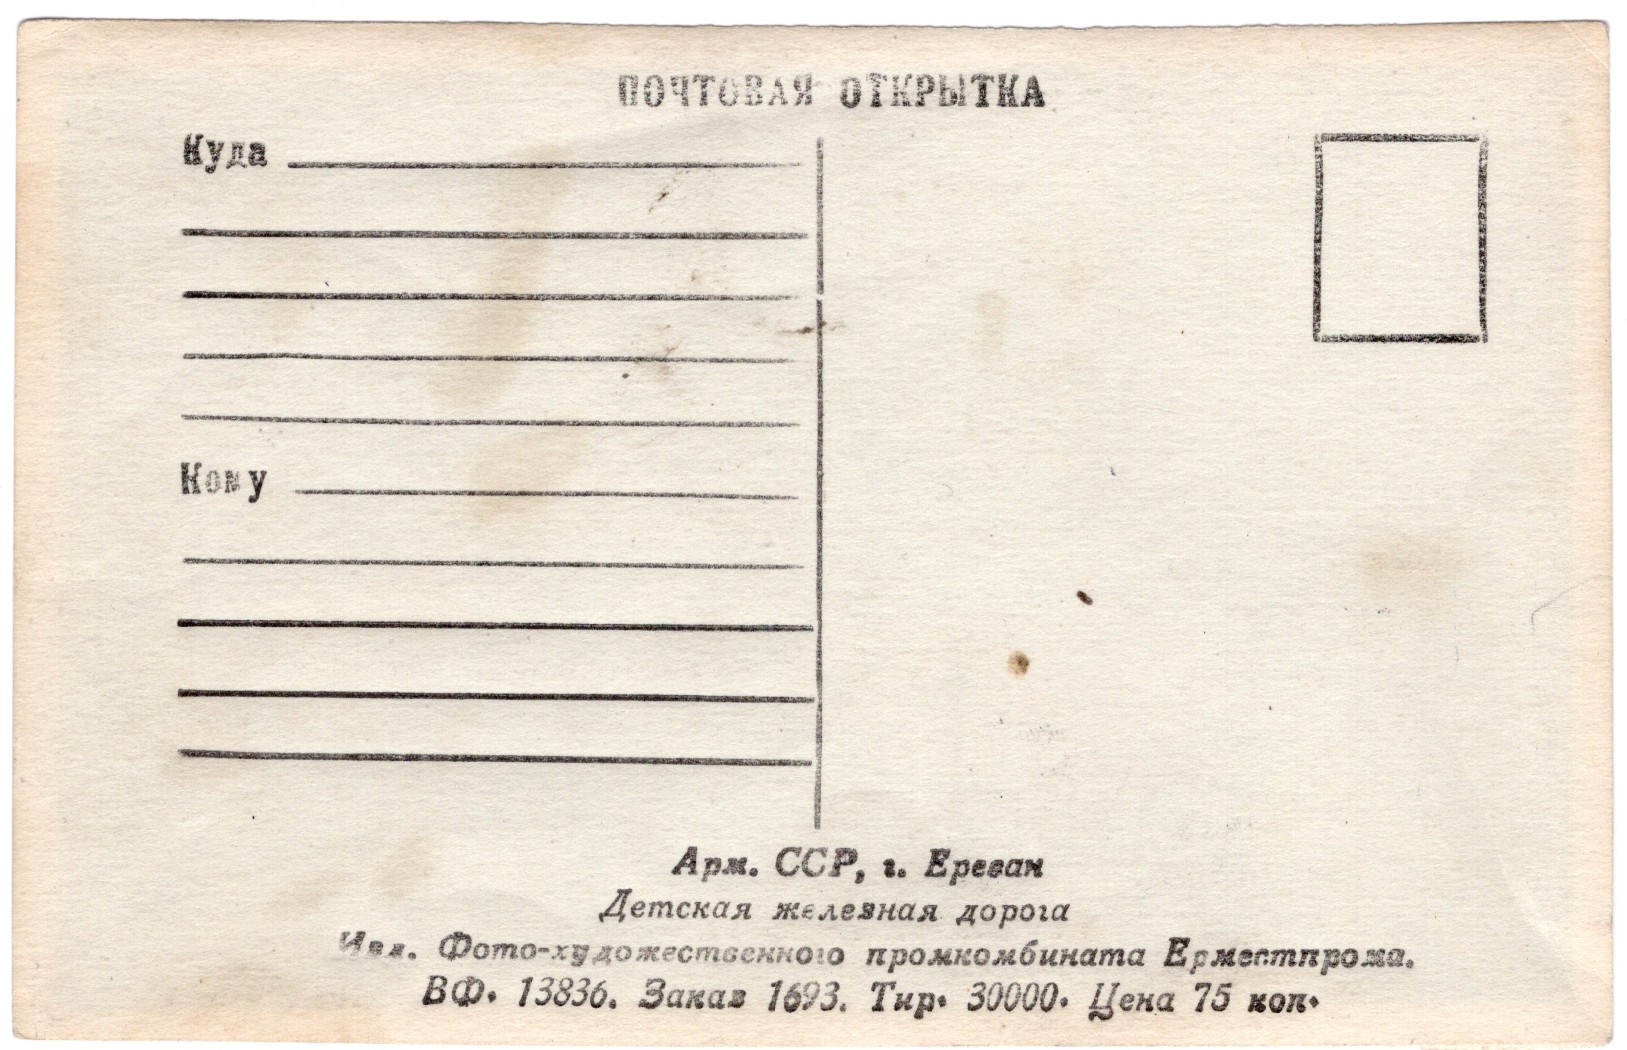 ПОЧТОВАЯ ОТКРЫТКА
Куда
Кому
Арм. ССР, г. Ереван
Детская железная дорога
Изд. Фото-художественного промкомбината Ерместпрома.
ВФ. 13836. Заказ 1693. Тир. 30000. Цена 75 коп.